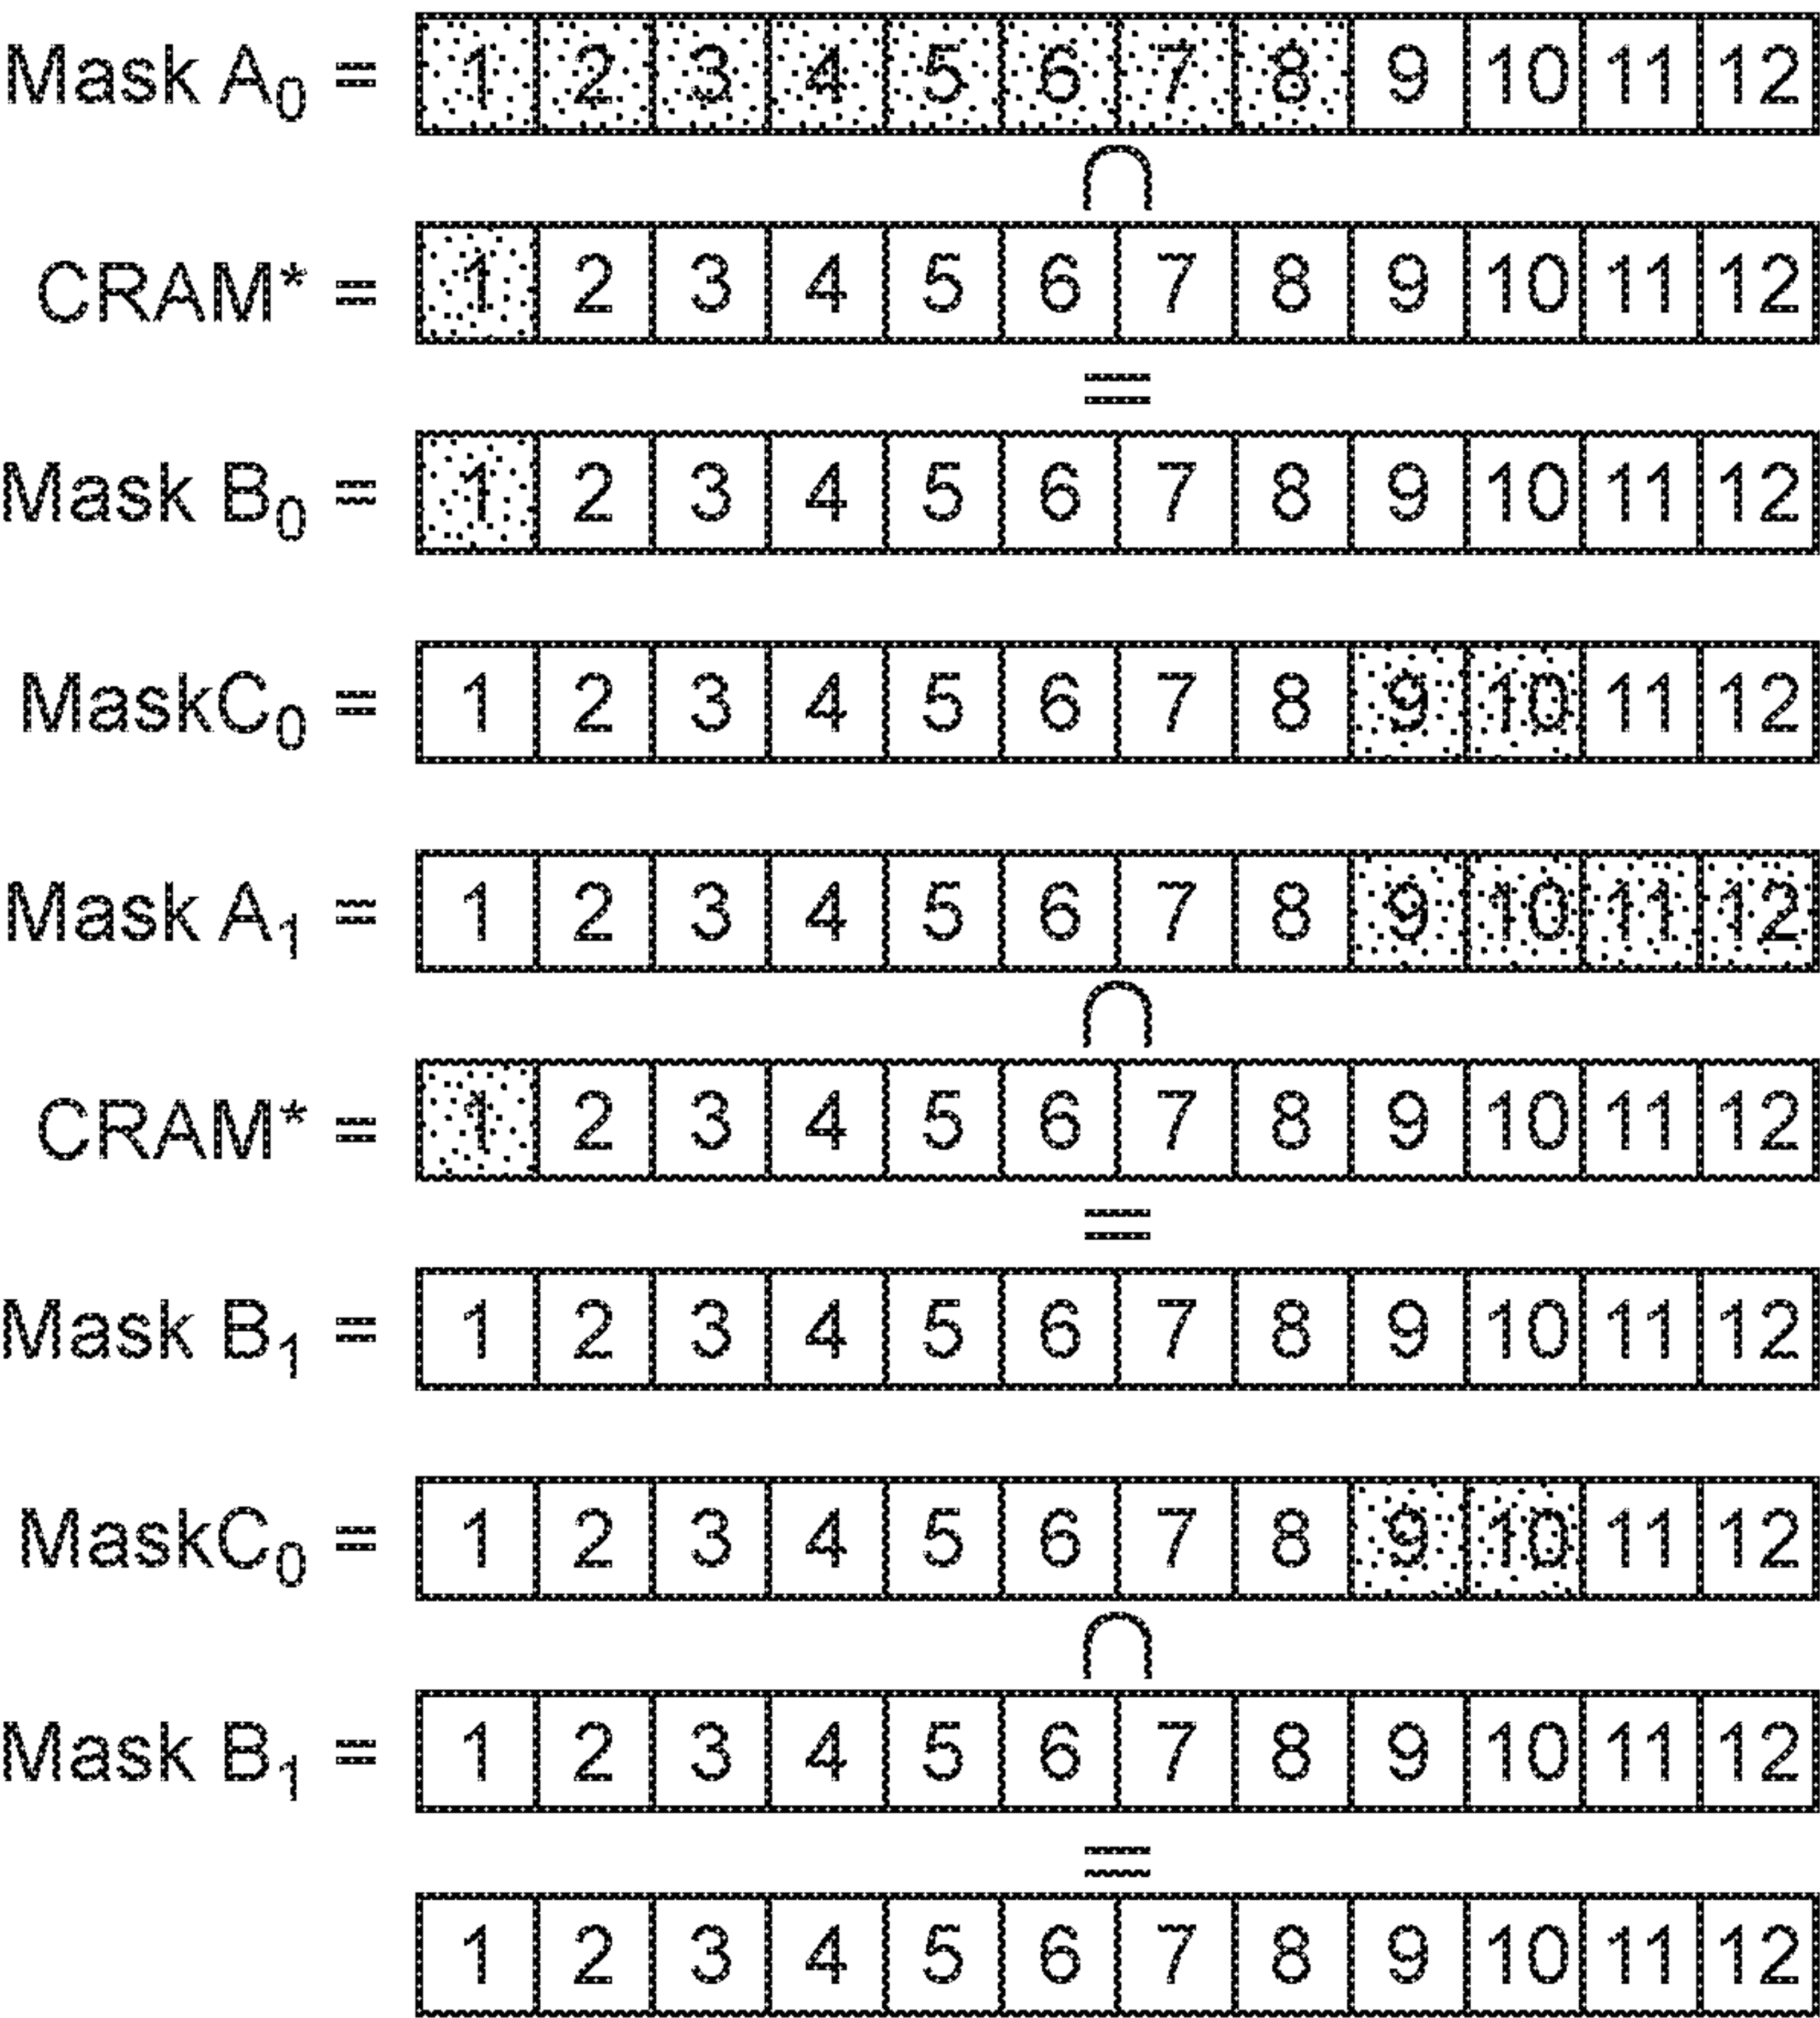 Mask A₀ = 1 2 3 4 5 6 7 8 9 10 11 12
∩
CRAM* = 1 2 3 4 5 6 7 8 9 10 11 12
=
Mask B₀ = 1 2 3 4 5 6 7 8 9 10 11 12
MaskC₀ = 1 2 3 4 5 6 7 8 9 10 11 12
Mask A₁ = 1 2 3 4 5 6 7 8 9 10 11 12
∩
CRAM* = 1 2 3 4 5 6 7 8 9 10 11 12
=
Mask B₁ = 1 2 3 4 5 6 7 8 9 10 11 12
MaskC₀ = 1 2 3 4 5 6 7 8 9 10 11 12
∩
Mask B₁ = 1 2 3 4 5 6 7 8 9 10 11 12
=
1 2 3 4 5 6 7 8 9 10 11 12